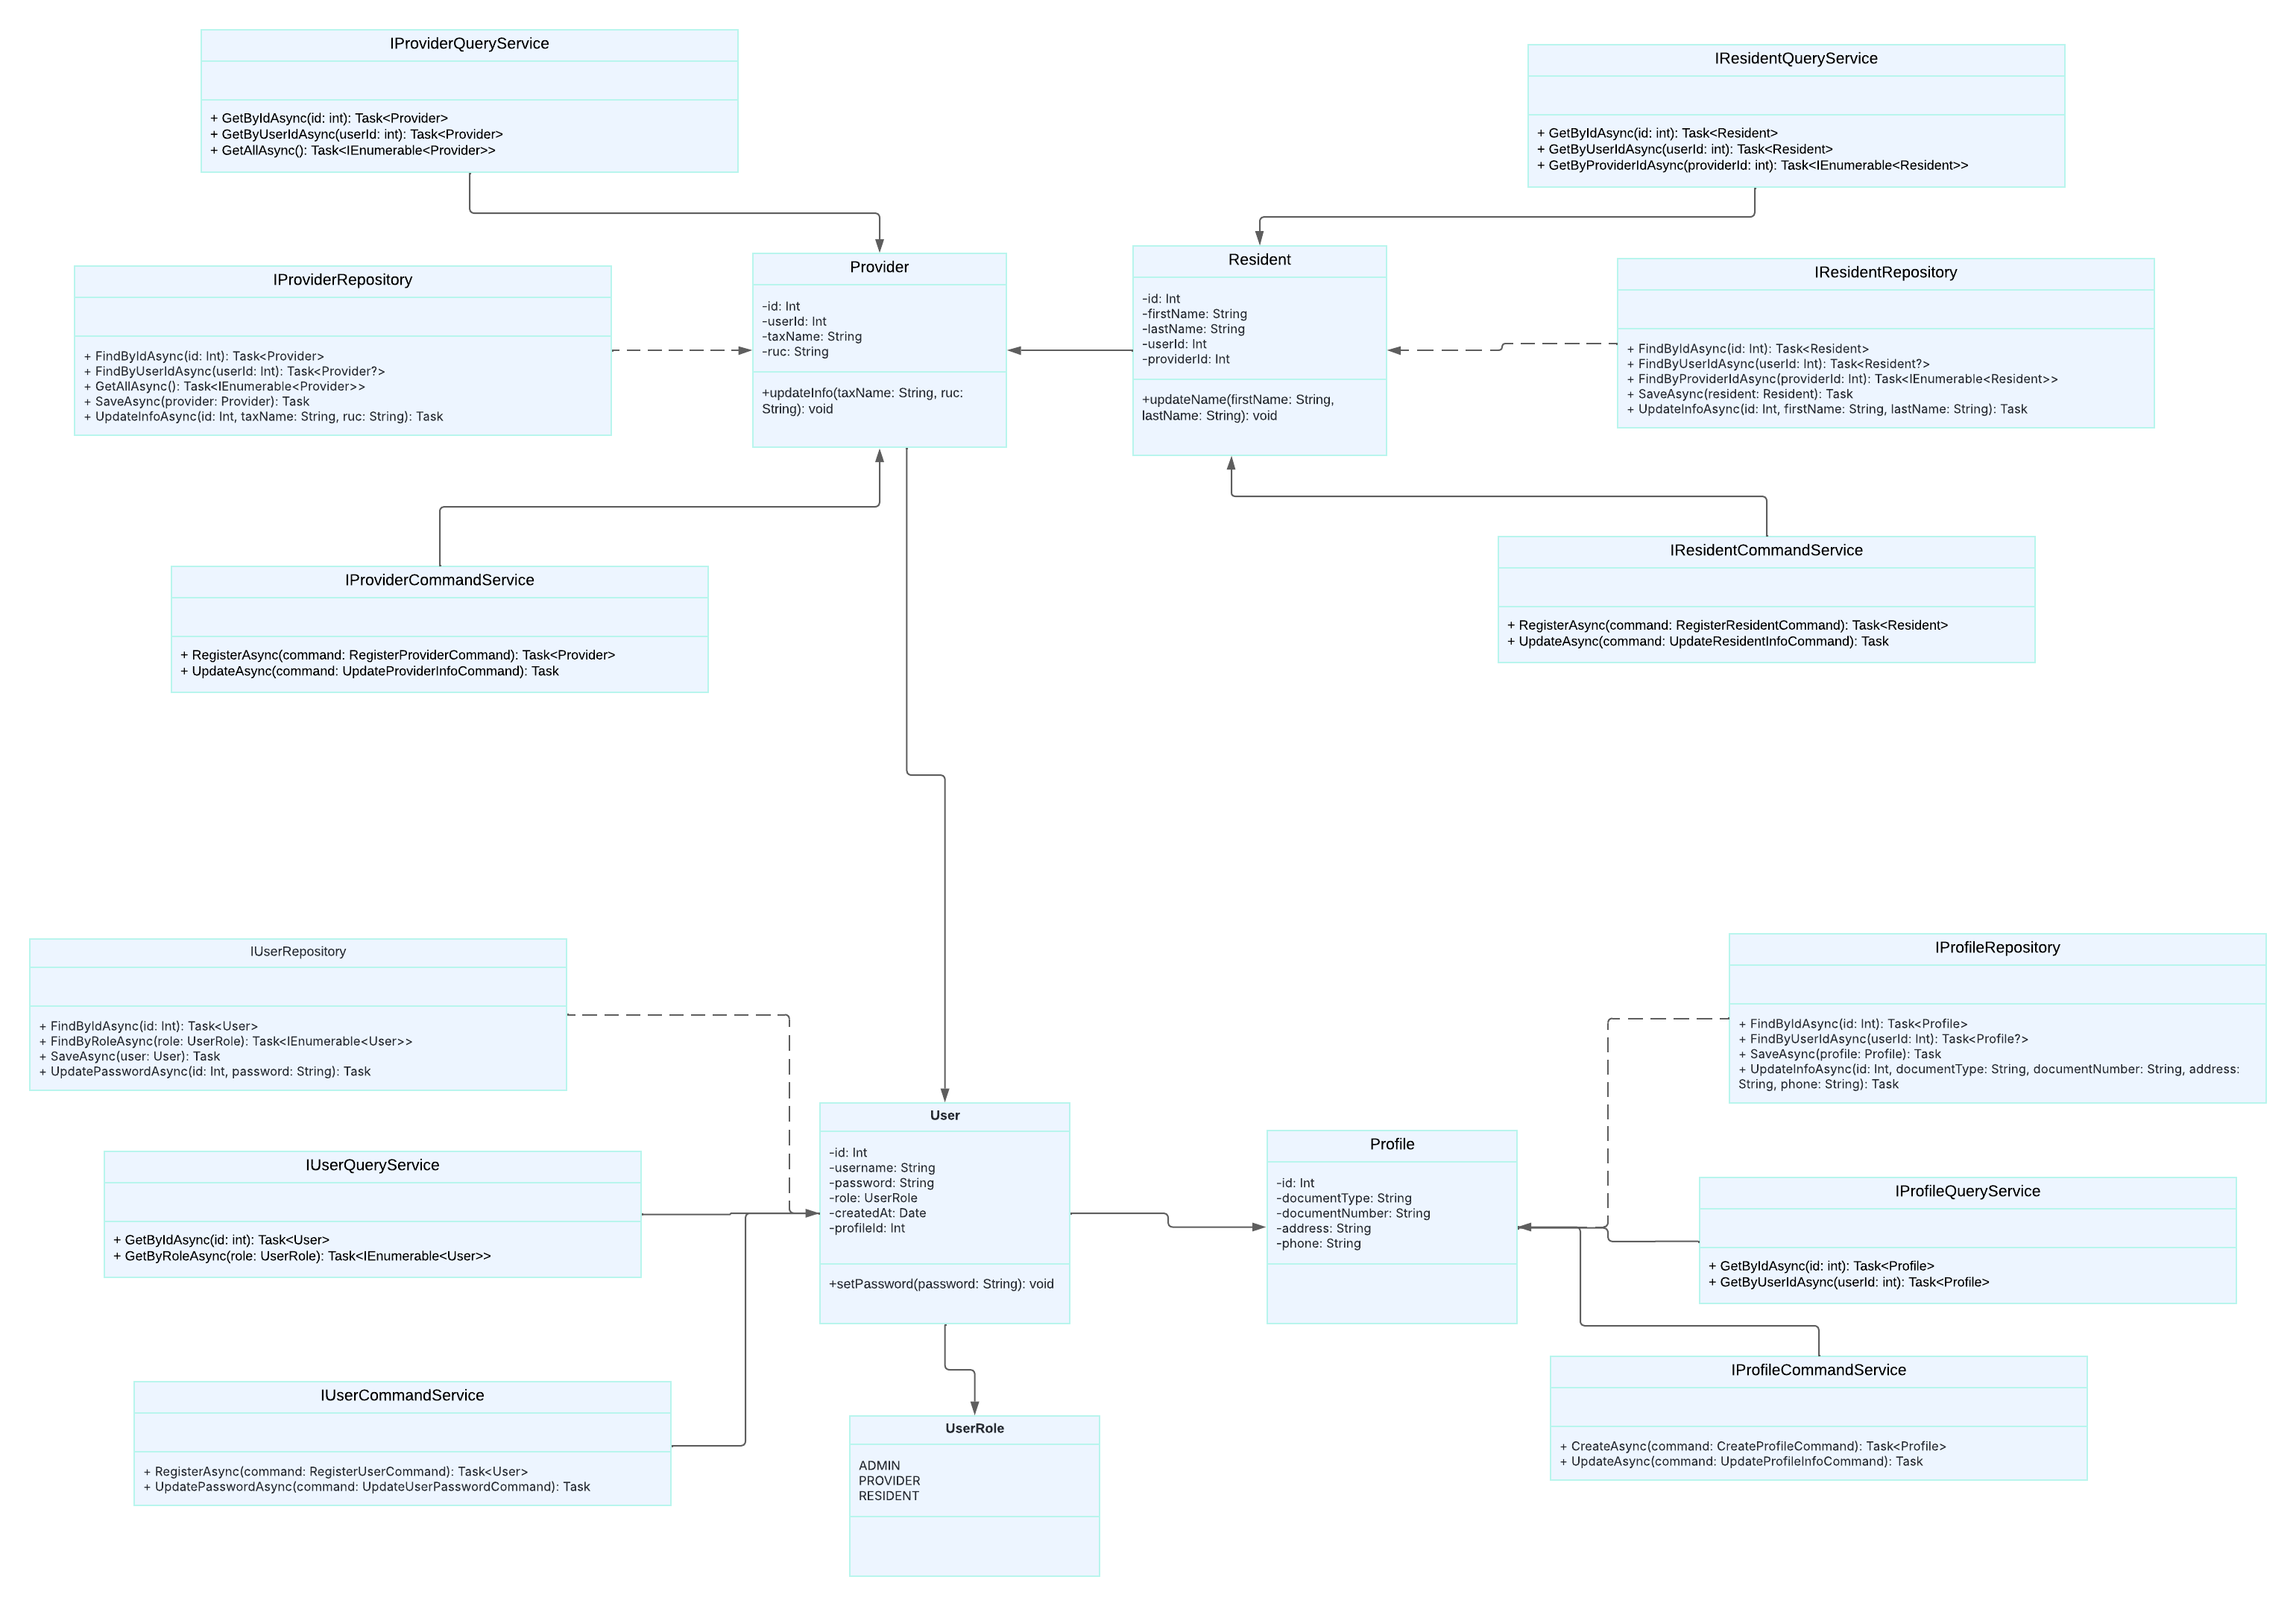 IProviderQueryService
+ GetByIdAsync(id: int): Task<Provider>
+ GetByUserIdAsync(userId: int): Task<Provider>
+ GetAllAsync(): Task<IEnumerable<Provider>>
IResidentQueryService
+ GetByIdAsync(id: int): Task<Resident>
+ GetByUserIdAsync(userId: int): Task<Resident>
+ GetByProviderIdAsync(providerId: int): Task<IEnumerable<Resident>>
IProviderRepository
+ FindByIdAsync(id: Int): Task<Provider>
+ FindByUserIdAsync(userId: Int): Task<Provider?>
+ GetAllAsync(): Task<IEnumerable<Provider>>
+ SaveAsync(provider: Provider): Task
+ UpdateInfoAsync(id: Int, taxName: String, ruc: String): Task
Provider
-id: Int
-userId: Int
-taxName: String
-ruc: String
+updateInfo(taxName: String, ruc:
String): void
Resident
-id: Int
-firstName: String
-lastName: String
-userId: Int
-providerId: Int
+updateName(firstName: String,
lastName: String): void
IResidentRepository
+ FindByIdAsync(id: Int): Task<Resident>
+ FindByUserIdAsync(userId: Int): Task<Resident?>
+ FindByProviderIdAsync(providerId: Int): Task<IEnumerable<Resident>>
+ SaveAsync(resident: Resident): Task
+ UpdateInfoAsync(id: Int, firstName: String, lastName: String): Task
IProviderCommandService
+ RegisterAsync(command: RegisterProviderCommand): Task<Provider>
+ UpdateAsync(command: UpdateProviderInfoCommand): Task
IResidentCommandService
+ RegisterAsync(command: RegisterResidentCommand): Task<Resident>
+ UpdateAsync(command: UpdateResidentInfoCommand): Task
IUserRepository
+ FindByIdAsync(id: Int): Task<User>
+ FindByRoleAsync(role: UserRole): Task<IEnumerable<User>>
+ SaveAsync(user: User): Task
+ UpdatePasswordAsync(id: Int, password: String): Task
IProfileRepository
+ FindByIdAsync(id: Int): Task<Profile>
+ FindByUserIdAsync(userId: Int): Task<Profile?>
+ SaveAsync(profile: Profile): Task
+ UpdateInfoAsync(id: Int, documentType: String, documentNumber: String, address:
String, phone: String): Task
IUserQueryService
+ GetByIdAsync(id: int): Task<User>
+ GetByRoleAsync(role: UserRole): Task<IEnumerable<User>>
User
-id: Int
-username: String
-password: String
-role: UserRole
-createdAt: Date
-profileId: Int
+setPassword(password: String): void
Profile
-id: Int
-documentType: String
-documentNumber: String
-address: String
-phone: String
IProfileQueryService
+ GetByIdAsync(id: int): Task<Profile>
+ GetByUserIdAsync(userId: int): Task<Profile>
IUserCommandService
+ RegisterAsync(command: RegisterUserCommand): Task<User>
+ UpdatePasswordAsync(command: UpdateUserPasswordCommand): Task
UserRole
ADMIN
PROVIDER
RESIDENT
IProfileCommandService
+ CreateAsync(command: CreateProfileCommand): Task<Profile>
+ UpdateAsync(command: UpdateProfileInfoCommand): Task